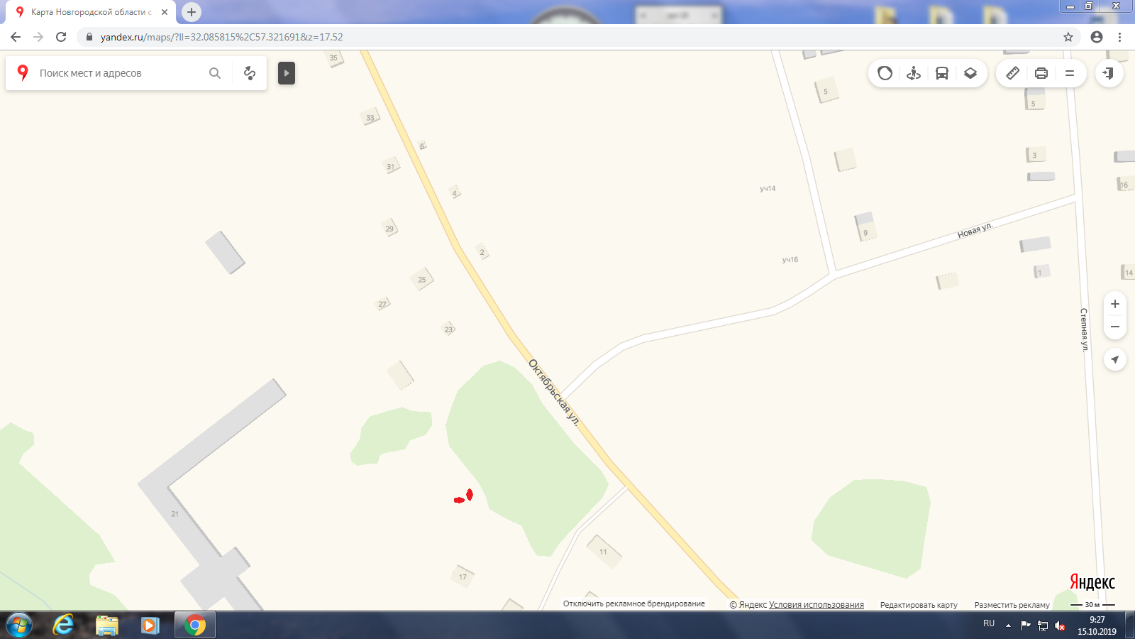 Карта Новгородской области с
yandex.ru/maps/?ll=32.085815%2C57.321691&z=17.52
Поиск мест и адресов
35
33
31
6
4
29
2
25
27
23
5
5
3
16
уч14
9
Новая ул.
уч16
1
14
Степная ул.
Октябрьская ул.
21
11
17
Яндекс
Отключить рекламное брендирование
© Яндекс Условия использования
Редактировать карту
Разместить рекламу
30 м
RU
9:27
15.10.2019